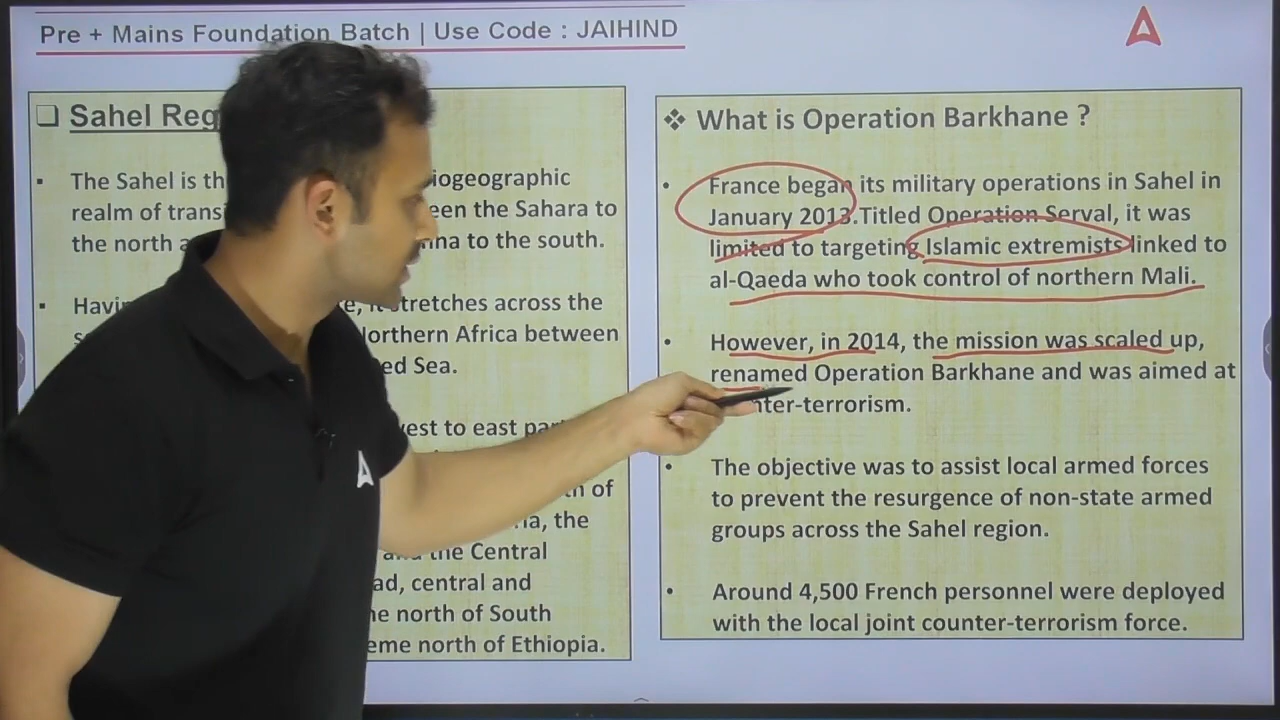 Pre + Mains Foundation Batch | Use Code : JAIHIND
Sahel Reg
The Sahel is th iogeographic
realm of trans een the Sahara to
the north a nna to the south.
Havi e, it stretches across the
Northern Africa between
ed Sea.
west to east par
th of
ia, the
and the Central
ad, central and
he north of South
eme north of Ethiopia.
What is Operation Barkhane ?
France began its military operations in Sahel in
January 2013.Titled Operation Serval, it was
limited to targeting Islamic extremists linked to
al-Qaeda who took control of northern Mali.
However, in 2014, the mission was scaled up,
renamed Operation Barkhane and was aimed at
nter-terrorism.
The objective was to assist local armed forces
to prevent the resurgence of non-state armed
groups across the Sahel region.
Around 4,500 French personnel were deployed
with the local joint counter-terrorism force.